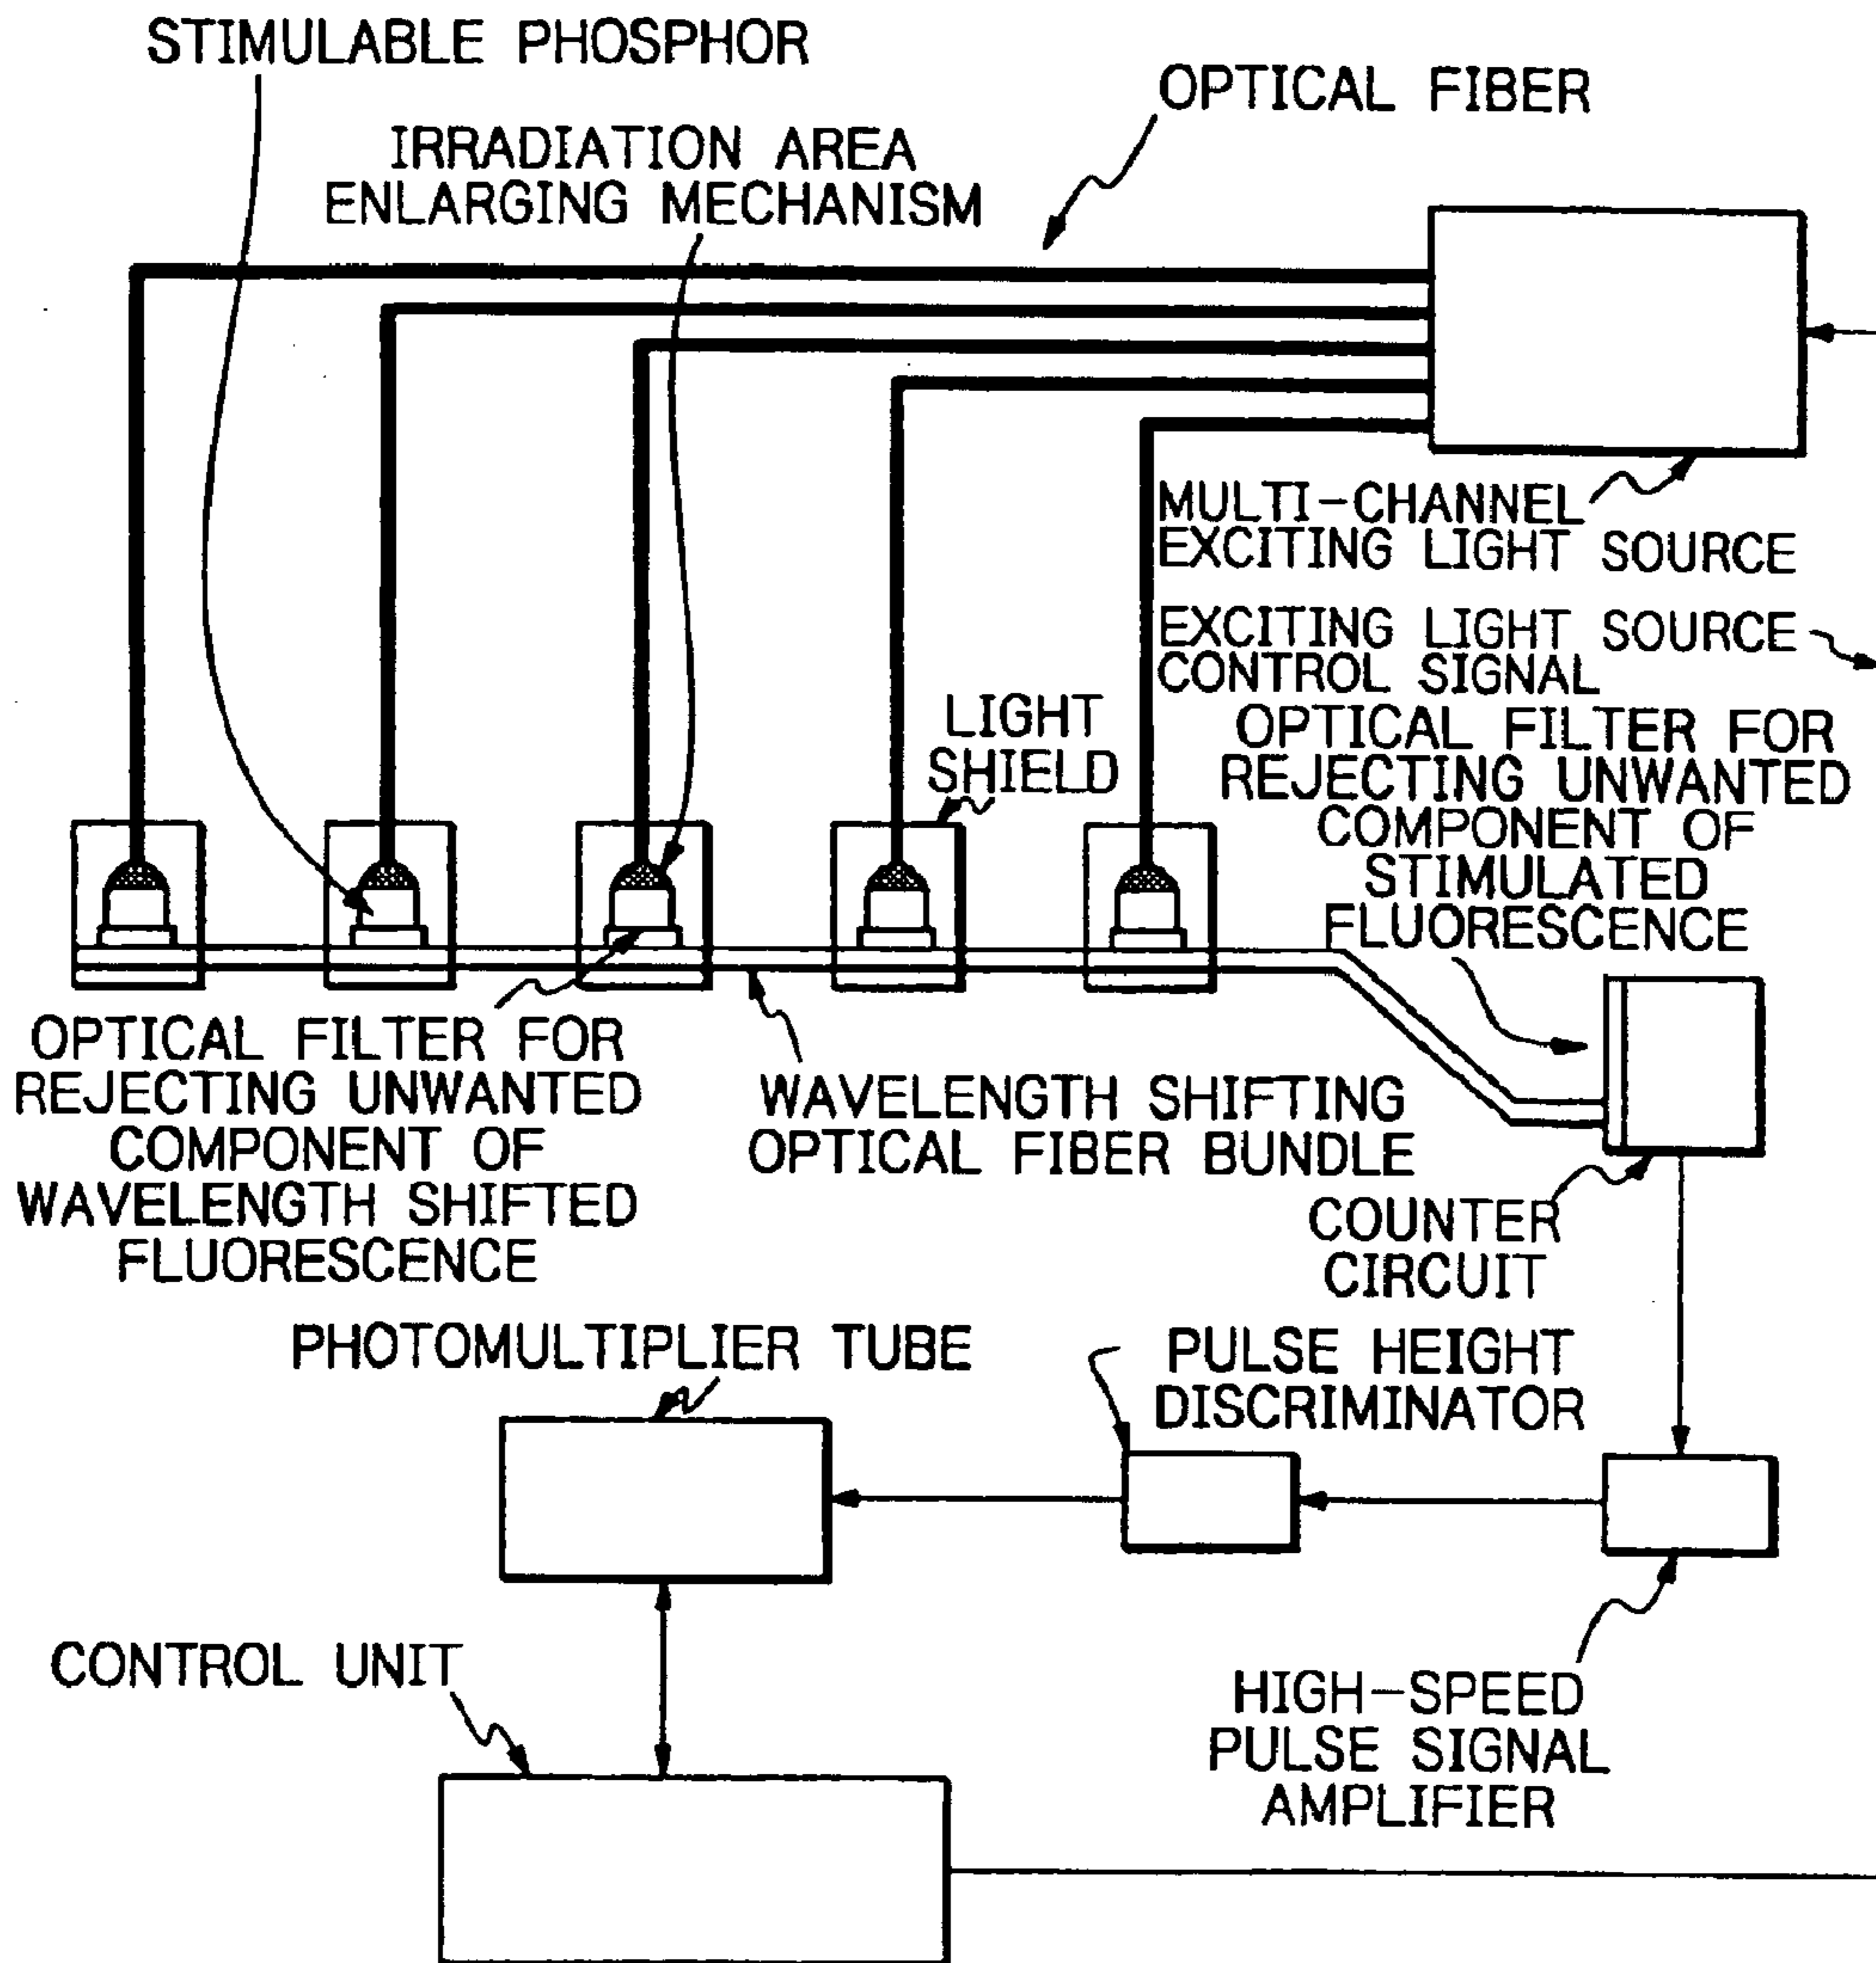 STIMULABLE PHOSPHOR
OPTICAL FIBER
IRRADIATION AREA
ENLARGING MECHANISM
MULTI-CHANNEL
EXCITING LIGHT SOURCE
EXCITING LIGHT SOURCE
CONTROL SIGNAL
LIGHT
SHIELD
OPTICAL FILTER FOR
REJECTING UNWANTED
COMPONENT OF
STIMULATED
FLUORESCENCE
OPTICAL FILTER FOR
REJECTING UNWANTED
COMPONENT OF
WAVELENGTH SHIFTED
FLUORESCENCE
WAVELENGTH SHIFTING
OPTICAL FIBER BUNDLE
COUNTER
CIRCUIT
PHOTOMULTIPLIER TUBE
PULSE HEIGHT
DISCRIMINATOR
CONTROL UNIT
HIGH-SPEED
PULSE SIGNAL
AMPLIFIER